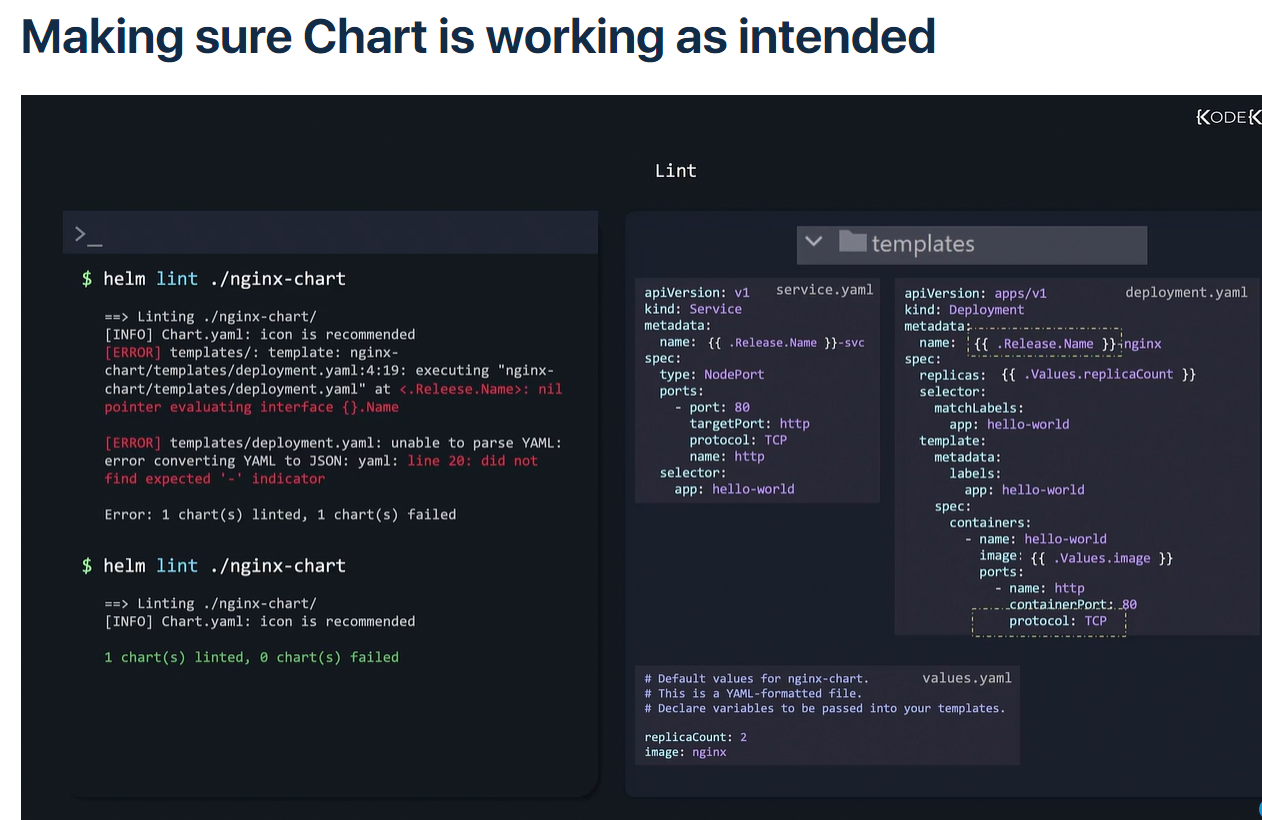 Making sure Chart is working as intended
KODEK
Lint
>_
$ helm lint ./nginx-chart
==> Linting ./nginx-chart/
[INFO] Chart.yaml: icon is recommended
[ERROR] templates/: template: nginx-
chart/templates/deployment.yaml:4:19: executing "nginx-
chart/templates/deployment.yaml" at <.Releese.Name>: nil
pointer evaluating interface {}.Name
[ERROR] templates/deployment.yaml: unable to parse YAML:
error converting YAML to JSON: yaml: line 20: did not
find expected '-' indicator
Error: 1 chart(s) linted, 1 chart(s) failed
$ helm lint ./nginx-chart
==> Linting ./nginx-chart/
[INFO] Chart.yaml: icon is recommended
1 chart(s) linted, 0 chart(s) failed
templates
service.yaml
apiVersion: v1
kind: Service
metadata:
  name: {{ .Release.Name }}-svc
spec:
  type: NodePort
  ports:
    - port: 80
      targetPort: http
      protocol: TCP
      name: http
  selector:
    app: hello-world
deployment.yaml
apiVersion: apps/v1
kind: Deployment
metadata:
  name: {{ .Release.Name }}-nginx
spec:
  replicas: {{ .Values.replicaCount }}
  selector:
    matchLabels:
      app: hello-world
  template:
    metadata:
      labels:
        app: hello-world
    spec:
      containers:
        - name: hello-world
          image: {{ .Values.image }}
          ports:
            - name: http
              containerPort: 80
              protocol: TCP
values.yaml
# Default values for nginx-chart.
# This is a YAML-formatted file.
# Declare variables to be passed into your templates.
replicaCount: 2
image: nginx